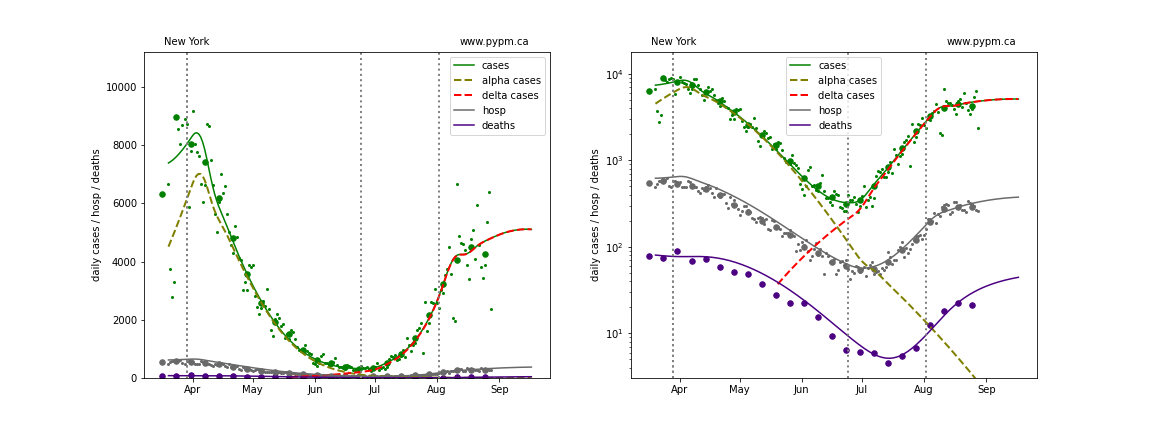 New York www.pypm.ca
cases
alpha cases
delta cases
hosp
deaths
daily cases / hosp / deaths
10000
8000
6000
4000
2000
0
Apr May Jun Jul Aug Sep
New York www.pypm.ca
cases
alpha cases
delta cases
hosp
deaths
daily cases / hosp / deaths
10⁴
10³
10²
10¹
Apr May Jun Jul Aug Sep